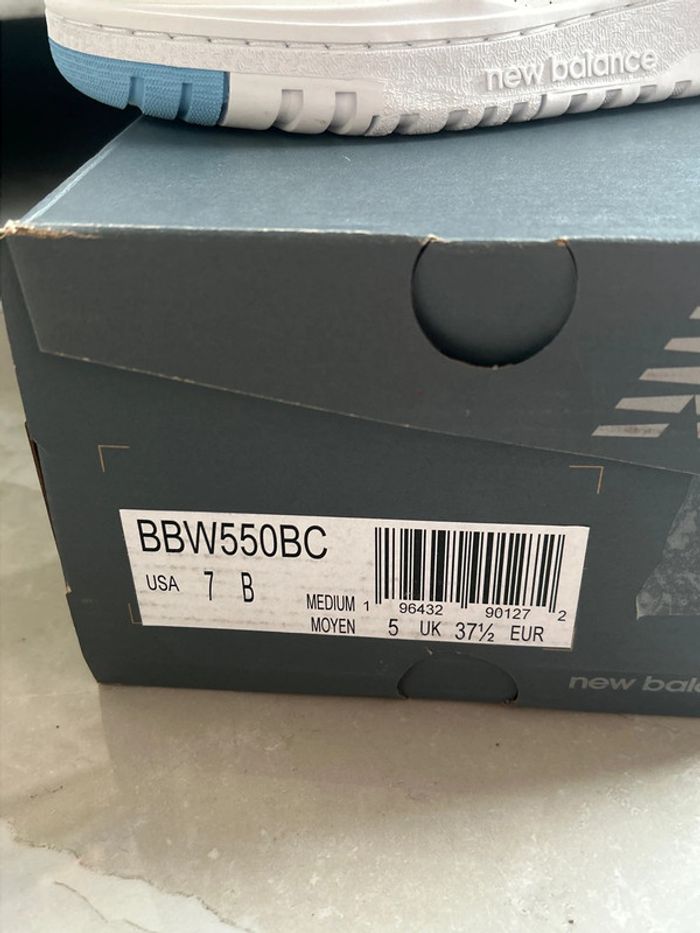 new balance
BBW550BC
USA 7 B
MEDIUM
MOYEN
1 96432 90127 2
5 UK 37½ EUR
new bal